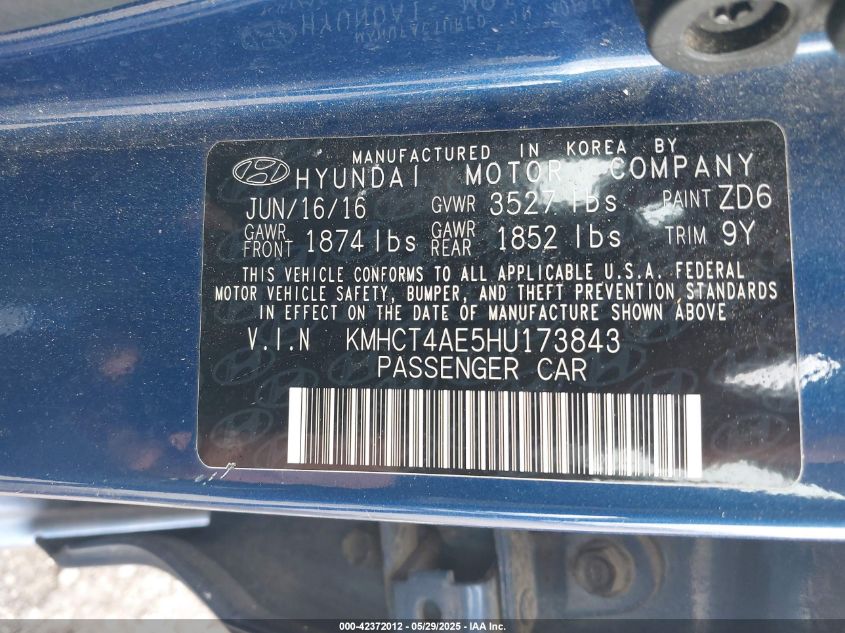 MANUFACTURED IN KOREA BY
HYUNDAI MOTOR COMPANY
JUN/16/16 GVWR 3527 lbs PAINT ZD6
GAWR FRONT 1874 lbs GAWR REAR 1852 lbs TRIM 9Y
THIS VEHICLE CONFORMS TO ALL APPLICABLE U.S.A. FEDERAL
MOTOR VEHICLE SAFETY, BUMPER, AND THEFT PREVENTION STANDARDS
IN EFFECT ON THE DATE OF MANUFACTURE SHOWN ABOVE
V.I.N KMHCT4AE5HU173843
PASSENGER CAR
000-42372012 - 05/29/2025 - IAA Inc.